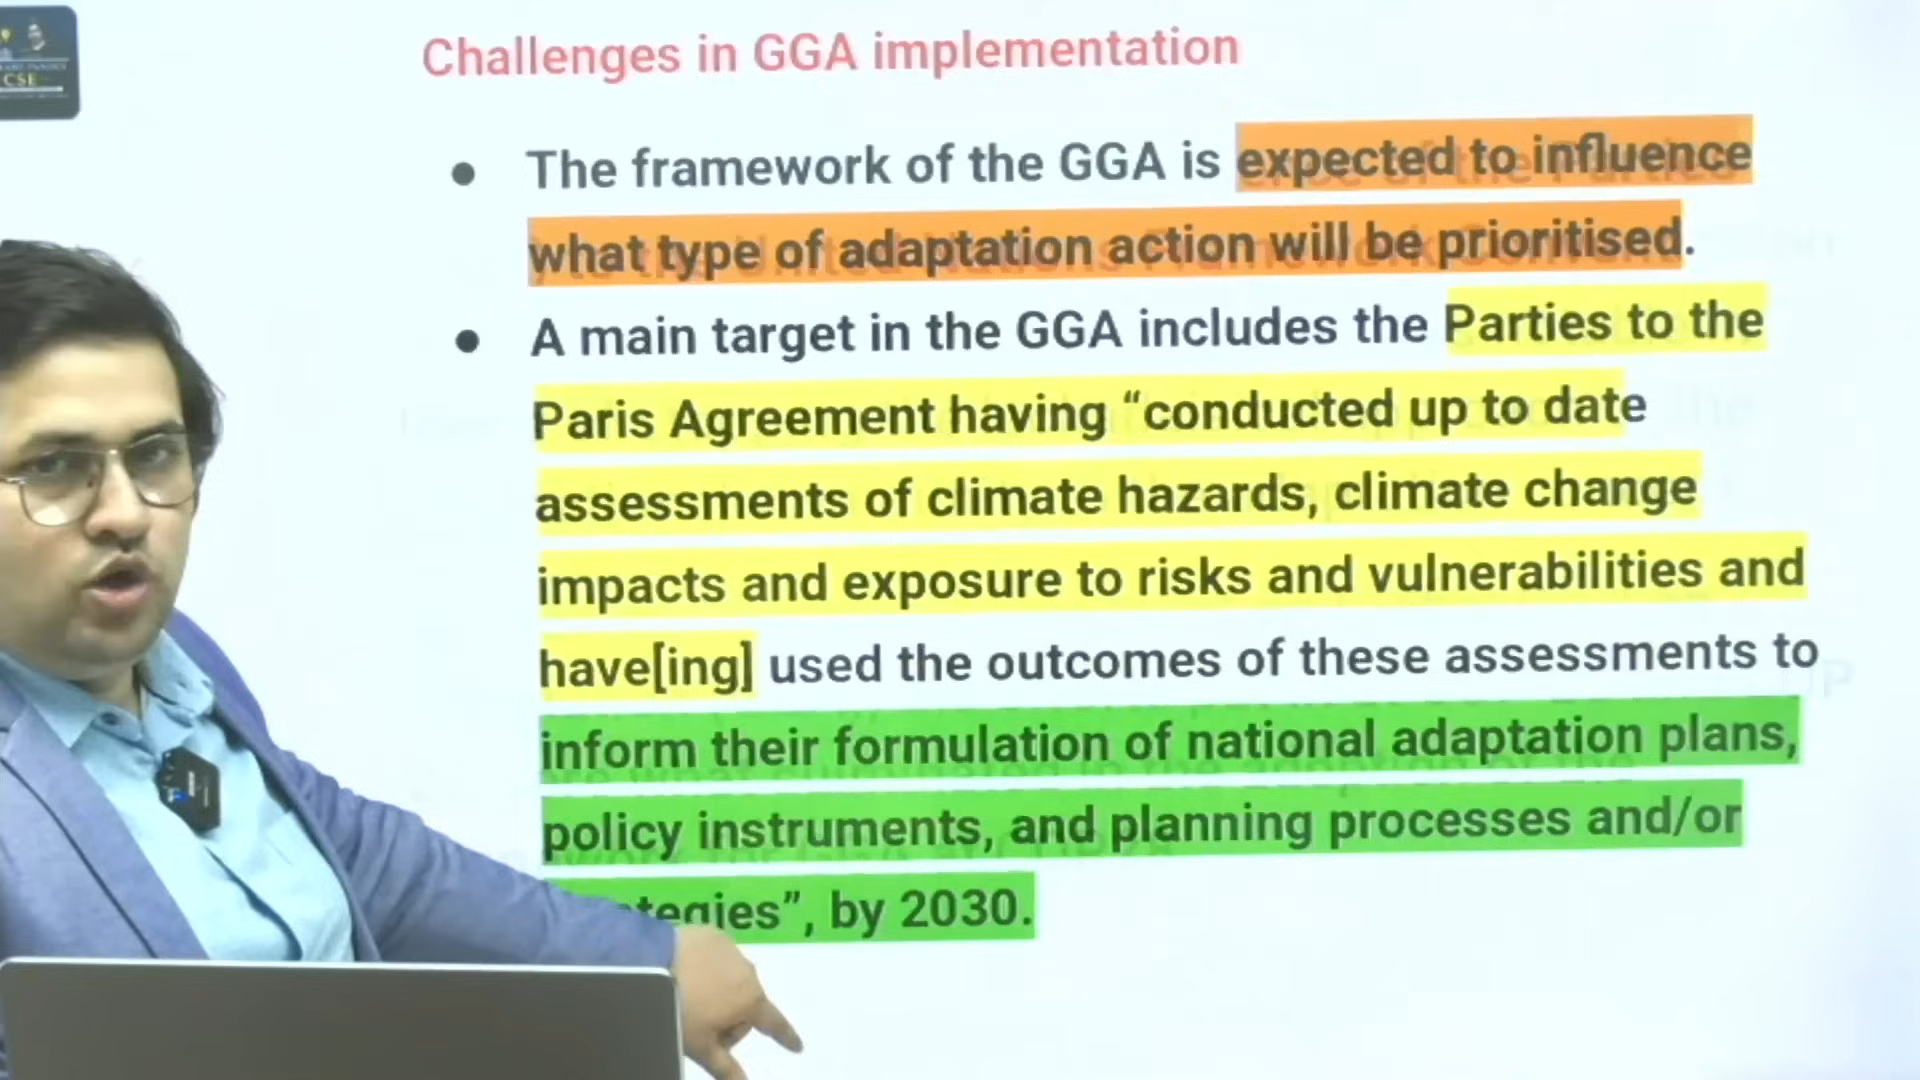 CSE
Challenges in GGA implementation
• The framework of the GGA is expected to influence
what type of adaptation action will be prioritised.
• A main target in the GGA includes the Parties to the
Paris Agreement having “conducted up to date
assessments of climate hazards, climate change
impacts and exposure to risks and vulnerabilities and
have[ing] used the outcomes of these assessments to
inform their formulation of national adaptation plans,
policy instruments, and planning processes and/or
tegies”, by 2030.